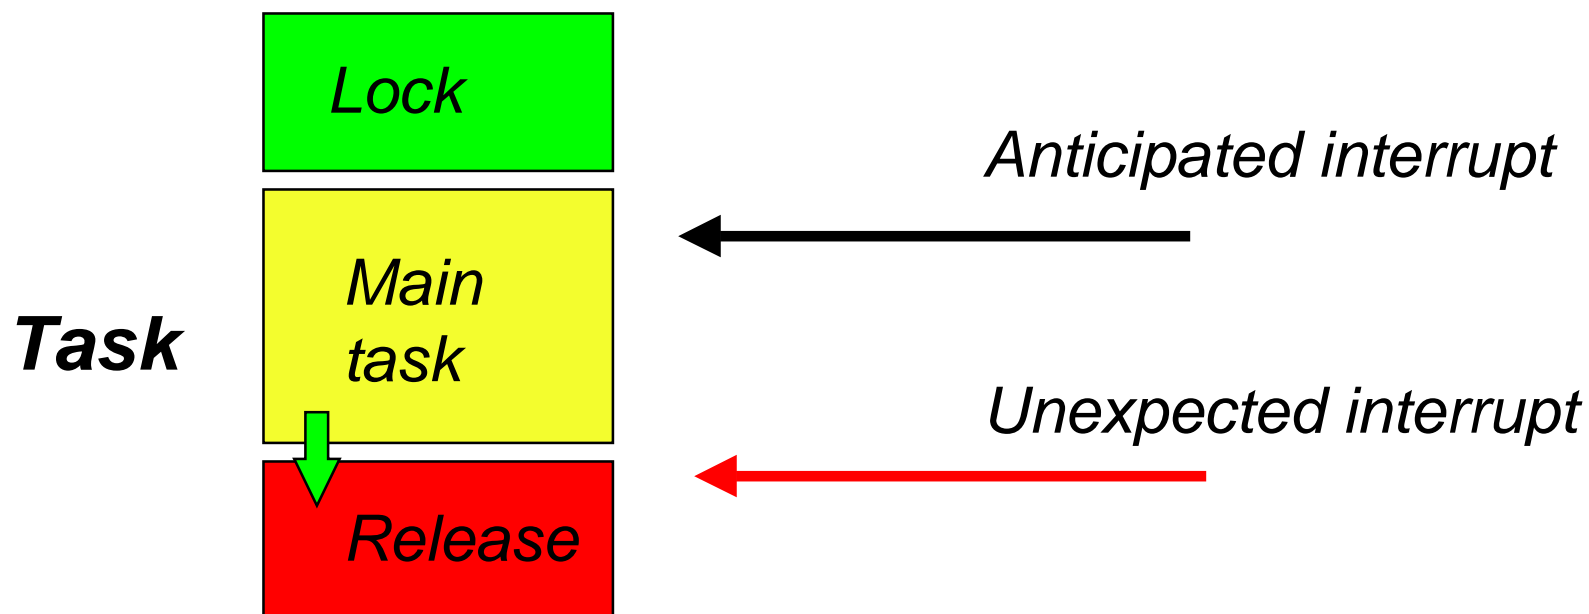 Lock
Anticipated interrupt
Main
task
Task
Unexpected interrupt
Release